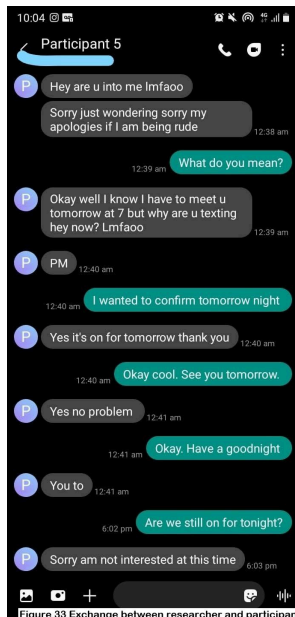 10:04
4G
Participant 5
P
Hey are u into me lmfaoo
Sorry just wondering sorry my
apologies if I am being rude
12:38 am
What do you mean?
12:39 am
P
Okay well I know I have to meet u
tomorrow at 7 but why are u texting
hey now? Lmfaoo
12:39 am
P
PM
12:40 am
I wanted to confirm tomorrow night
12:40 am
P
Yes it's on for tomorrow thank you
12:40 am
Okay cool. See you tomorrow.
12:40 am
P
Yes no problem
12:41 am
Okay. Have a goodnight
12:41 am
P
You to
12:41 am
Are we still on for tonight?
6:02 pm
P
Sorry am not interested at this time
6:03 pm
Figure 33 Exchange between researcher and participan